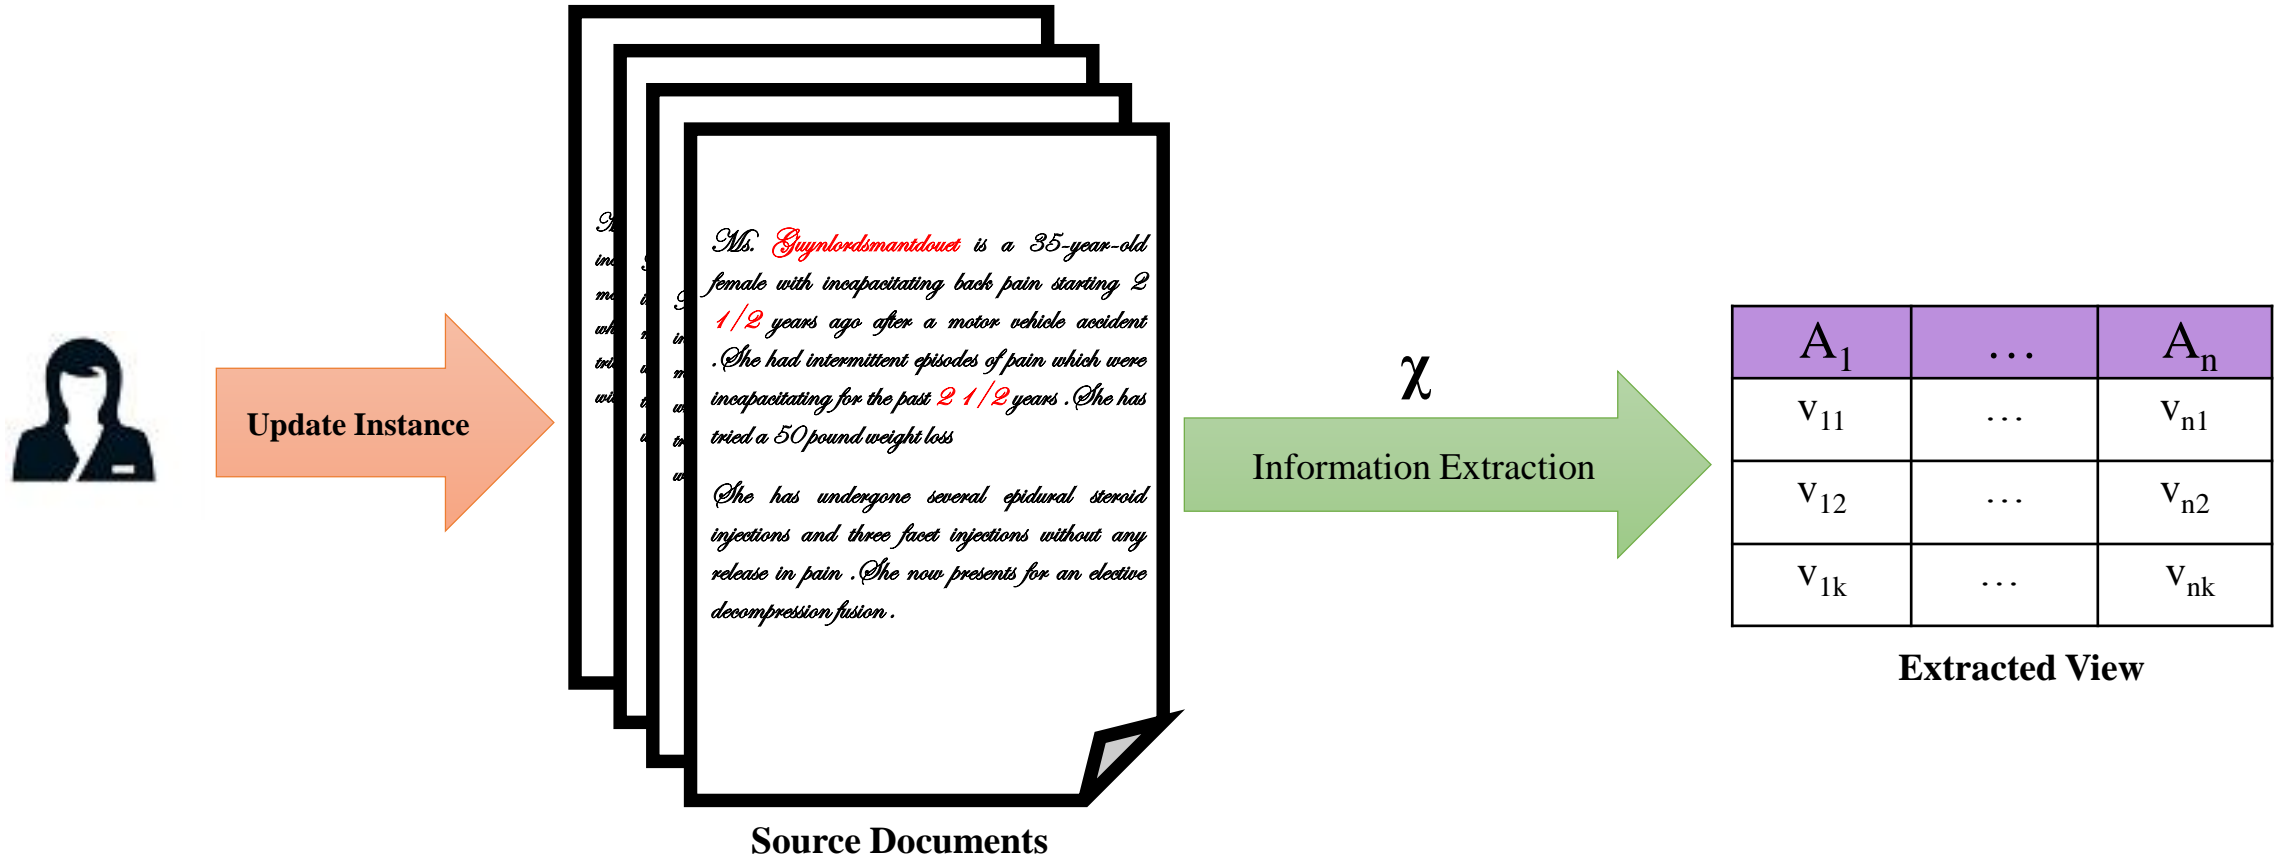 Update Instance
Ms. Guynlordsmantdouet is a 35-year-old
female with incapacitating back pain starting 2
1/2 years ago after a motor vehicle accident
.She had intermittent episodes of pain which were
incapacitating for the past 2 1/2 years .She has
tried a 50 pound weight loss
She has undergone several epidural steroid
injections and three facet injections without any
release in pain .She now presents for an elective
decompression fusion .
Source Documents
χ
Information Extraction
A1 … An
v11 … vn1
v12 … vn2
v1k … vnk
Extracted View